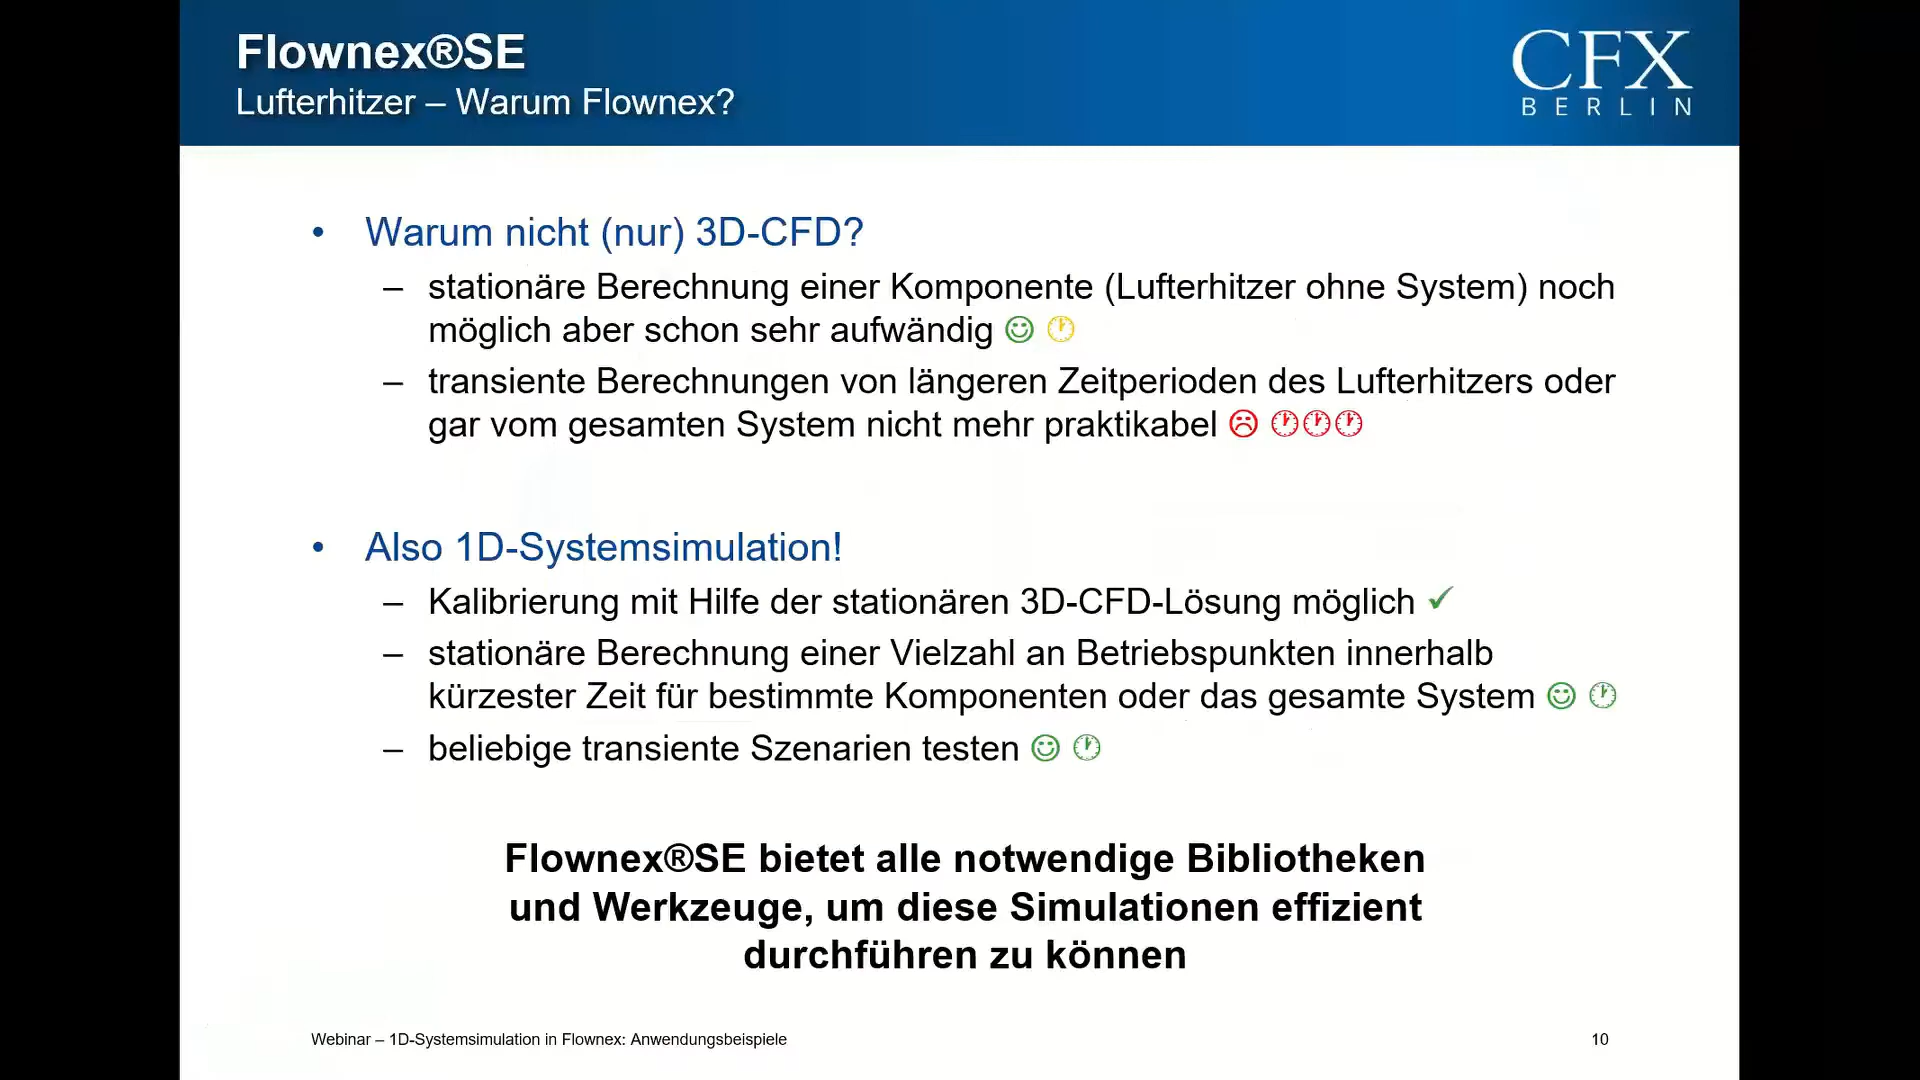 Flownex®SE
Lufterhitzer – Warum Flownex?
CFX
BERLIN
• Warum nicht (nur) 3D-CFD?
– stationäre Berechnung einer Komponente (Lufterhitzer ohne System) noch
möglich aber schon sehr aufwändig
– transiente Berechnungen von längeren Zeitperioden des Lufterhitzers oder
gar vom gesamten System nicht mehr praktikabel
• Also 1D-Systemsimulation!
– Kalibrierung mit Hilfe der stationären 3D-CFD-Lösung möglich ✓
– stationäre Berechnung einer Vielzahl an Betriebspunkten innerhalb
kürzester Zeit für bestimmte Komponenten oder das gesamte System
– beliebige transiente Szenarien testen
Flownex®SE bietet alle notwendige Bibliotheken
und Werkzeuge, um diese Simulationen effizient
durchführen zu können
Webinar – 1D-Systemsimulation in Flownex: Anwendungsbeispiele
10